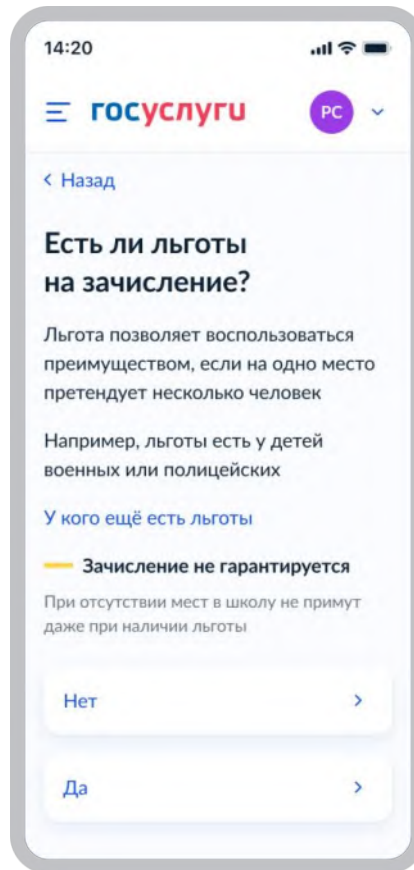 14:20
госуслуги
РС
Назад
Есть ли льготы
на зачисление?
Льгота позволяет воспользоваться
преимуществом, если на одно место
претендует несколько человек
Например, льготы есть у детей
военных или полицейских
У кого ещё есть льготы
Зачисление не гарантируется
При отсутствии мест в школу не примут
даже при наличии льготы
Нет
Да